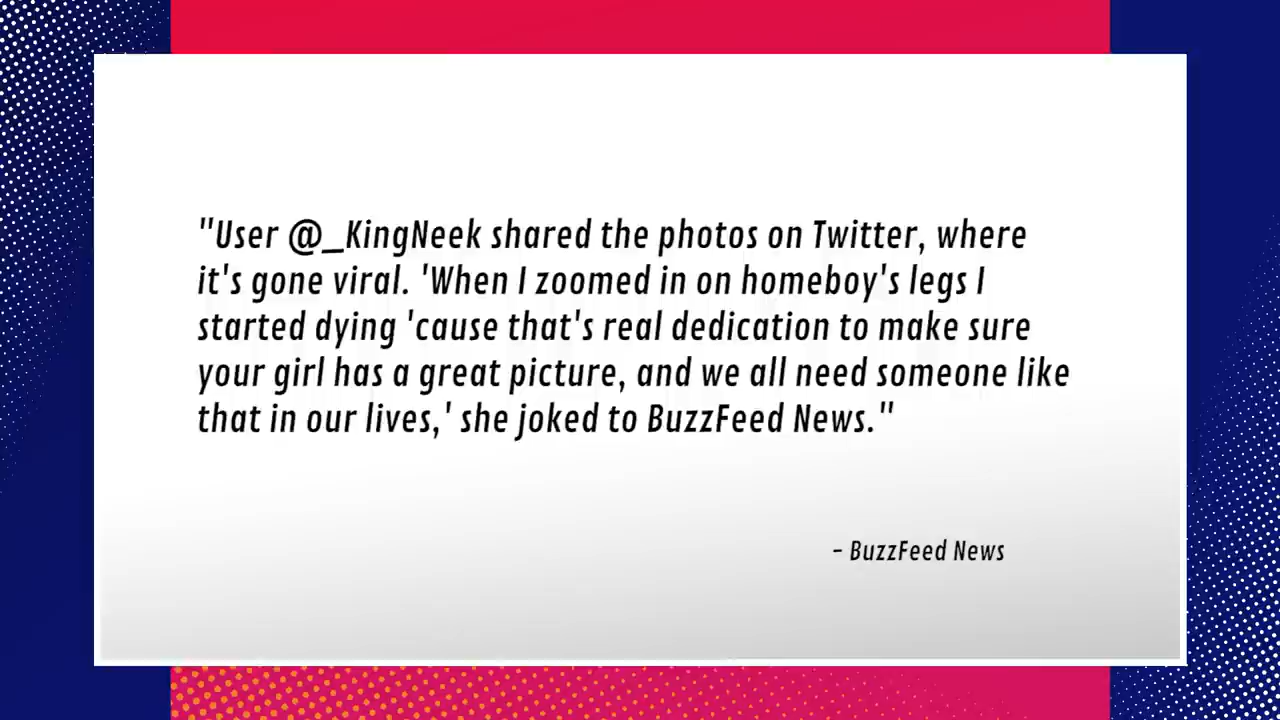 "User @_KingNeek shared the photos on Twitter, where
it's gone viral. 'When I zoomed in on homeboy's legs I
started dying 'cause that's real dedication to make sure
your girl has a great picture, and we all need someone like
that in our lives,' she joked to BuzzFeed News."
- BuzzFeed News